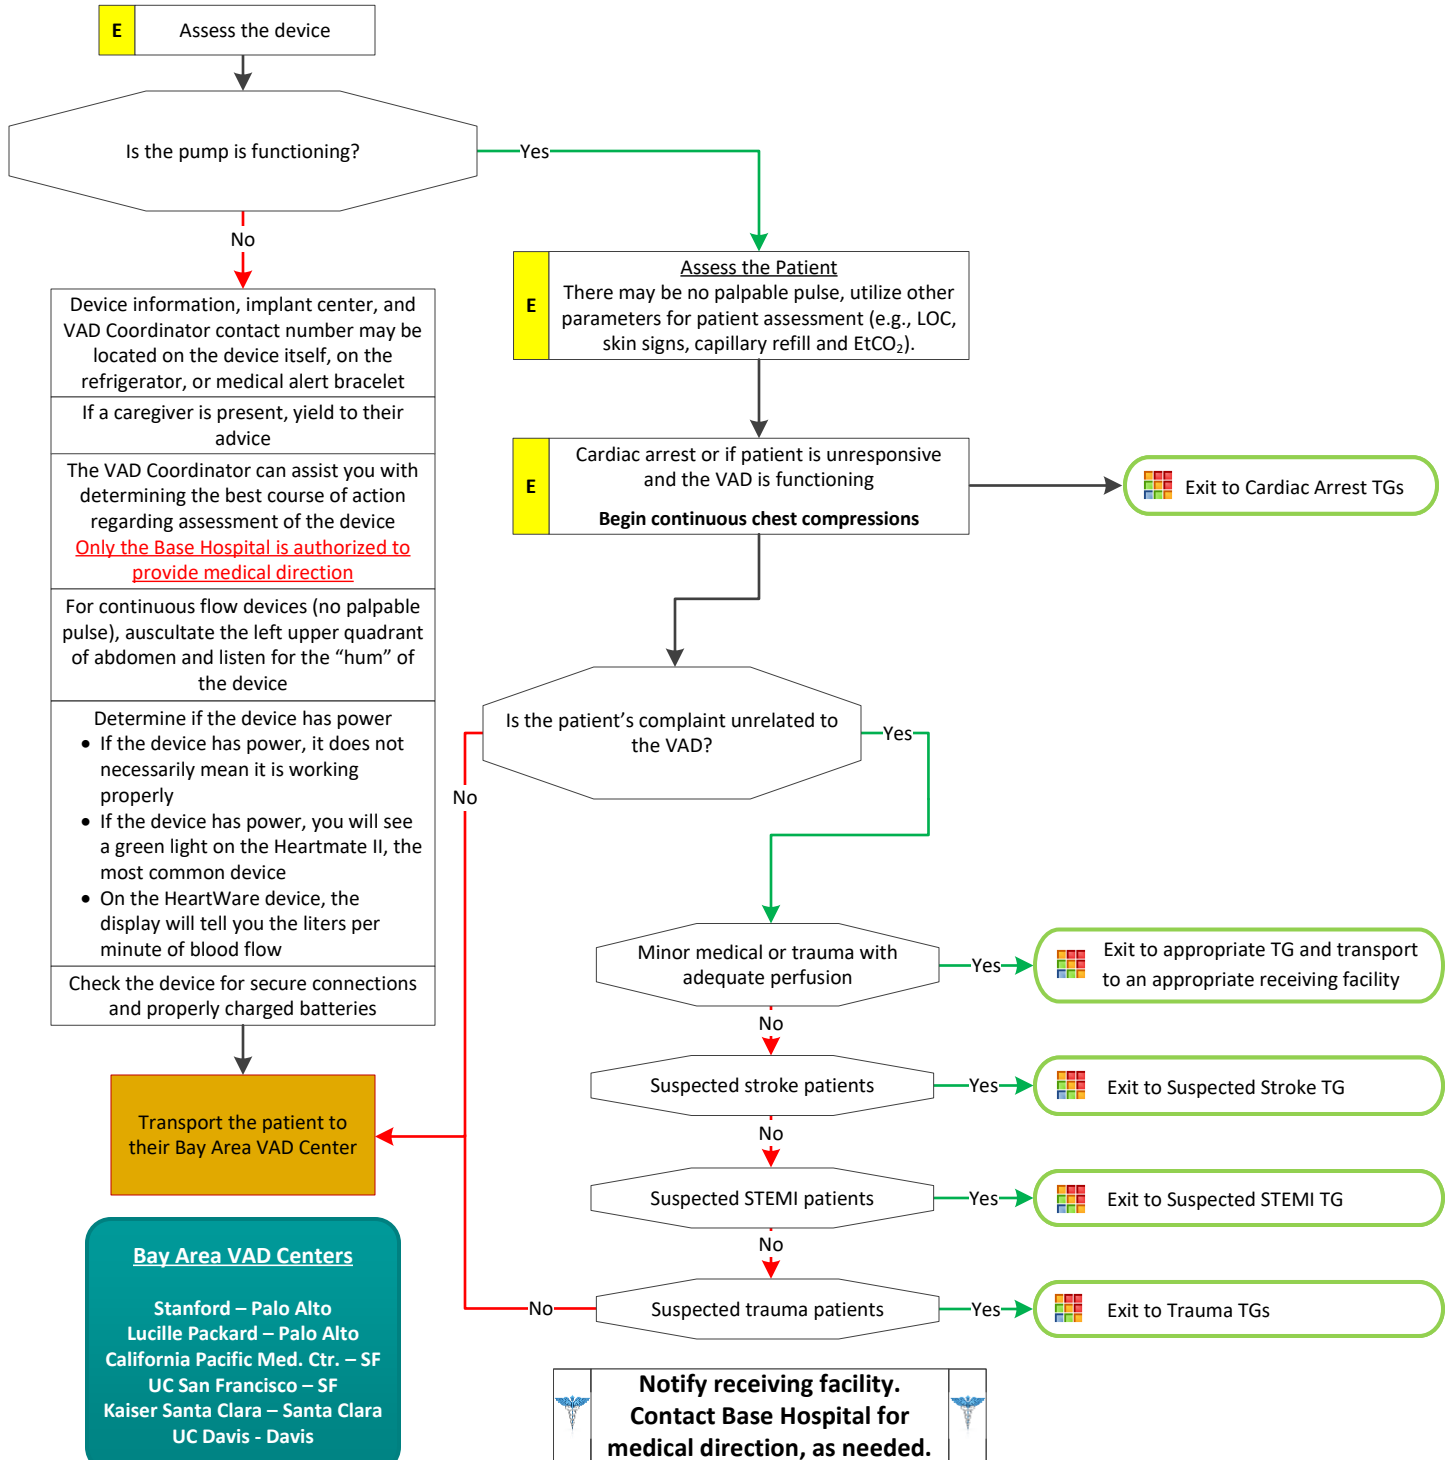 E
Assess the device
Is the pump is functioning?
Yes
No
Device information, implant center, and
VAD Coordinator contact number may be
located on the device itself, on the
refrigerator, or medical alert bracelet
If a caregiver is present, yield to their
advice
The VAD Coordinator can assist you with
determining the best course of action
regarding assessment of the device
Only the Base Hospital is authorized to
provide medical direction
For continuous flow devices (no palpable
pulse), auscultate the left upper quadrant
of abdomen and listen for the “hum” of
the device
Determine if the device has power
• If the device has power, it does not
necessarily mean it is working
properly
• If the device has power, you will see
a green light on the Heartmate II, the
most common device
• On the HeartWare device, the
display will tell you the liters per
minute of blood flow
Check the device for secure connections
and properly charged batteries
Transport the patient to
their Bay Area VAD Center
Bay Area VAD Centers
Stanford – Palo Alto
Lucille Packard – Palo Alto
California Pacific Med. Ctr. – SF
UC San Francisco – SF
Kaiser Santa Clara – Santa Clara
UC Davis - Davis
E
Assess the Patient
There may be no palpable pulse, utilize other
parameters for patient assessment (e.g., LOC,
skin signs, capillary refill and EtCO₂).
E
Cardiac arrest or if patient is unresponsive
and the VAD is functioning
Begin continuous chest compressions
Exit to Cardiac Arrest TGs
Is the patient’s complaint unrelated to
the VAD?
Yes
No
Minor medical or trauma with
adequate perfusion
Yes
Exit to appropriate TG and transport
to an appropriate receiving facility
No
Suspected stroke patients
Yes
Exit to Suspected Stroke TG
No
Suspected STEMI patients
Yes
Exit to Suspected STEMI TG
No
Suspected trauma patients
No
Yes
Exit to Trauma TGs
Notify receiving facility.
Contact Base Hospital for
medical direction, as needed.